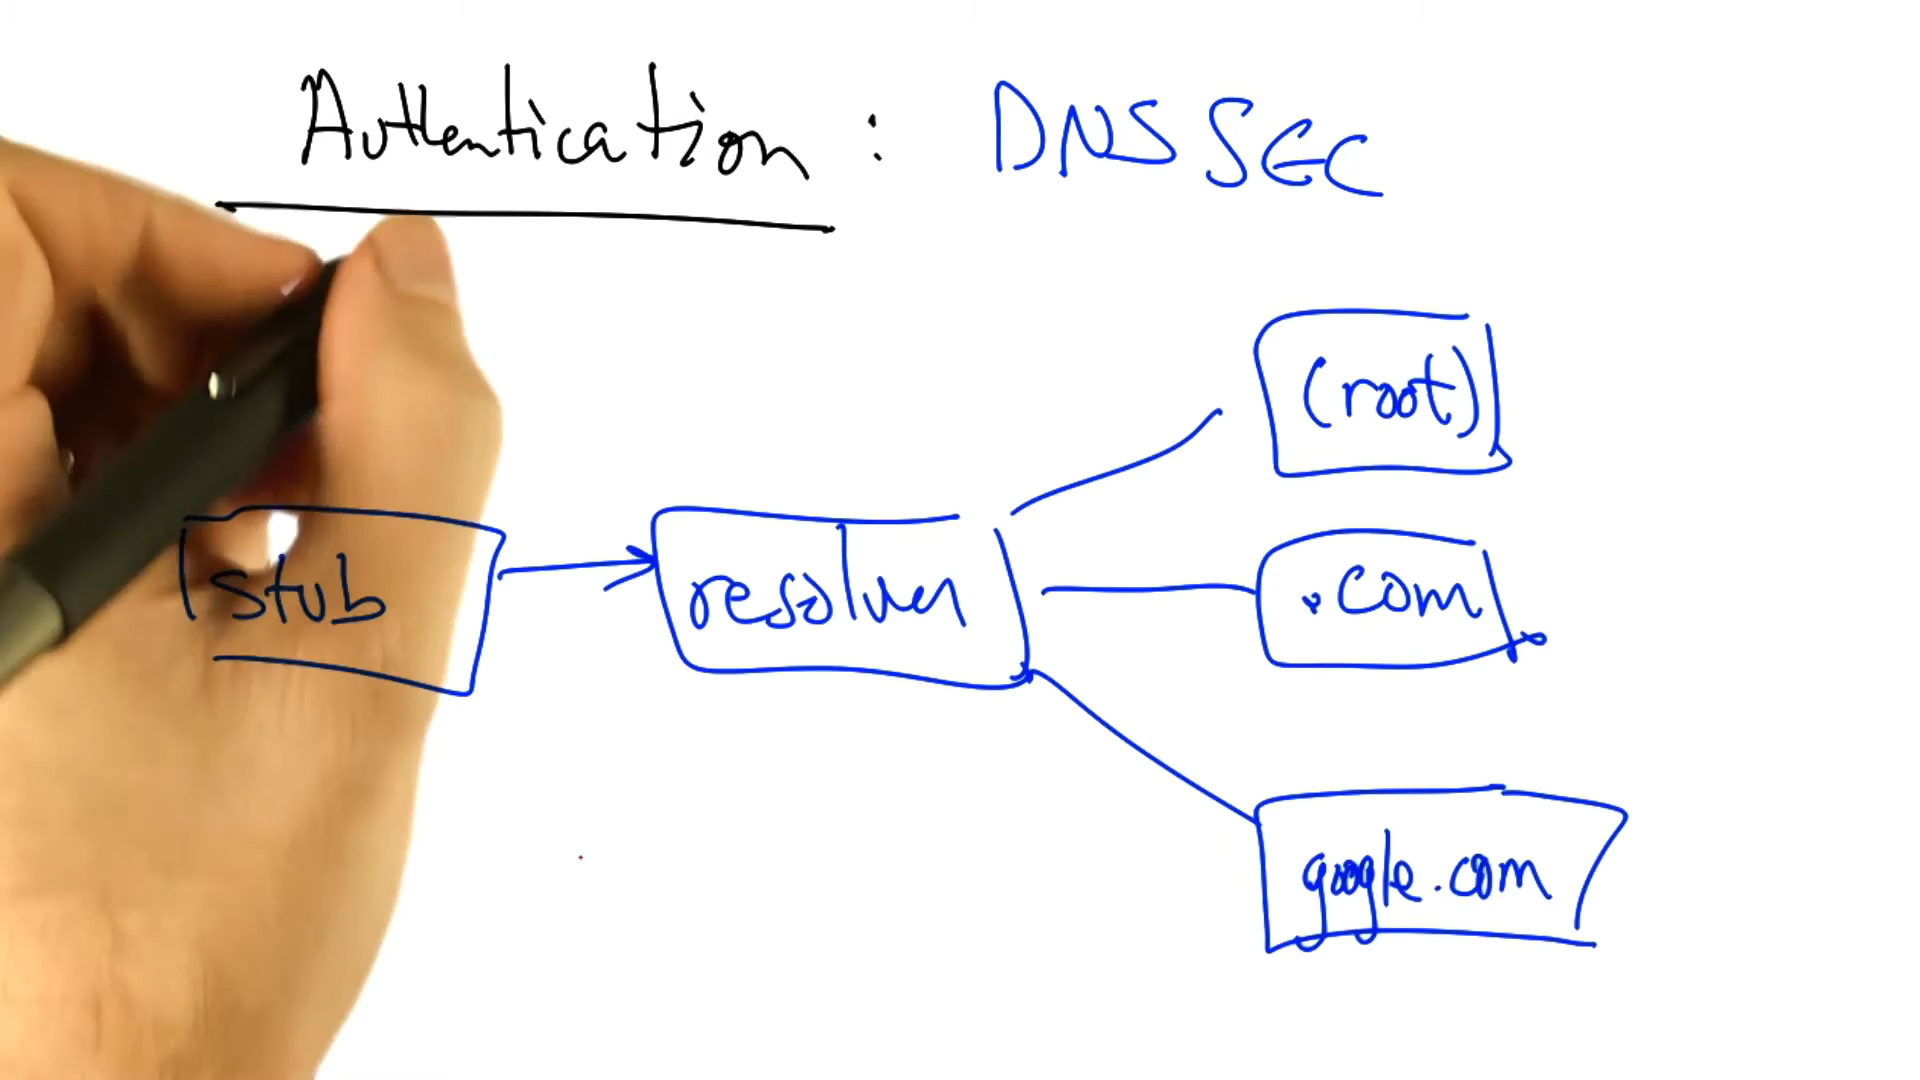 Authentication : DNSSEC
(root)
stub
resolver
.com
google.com